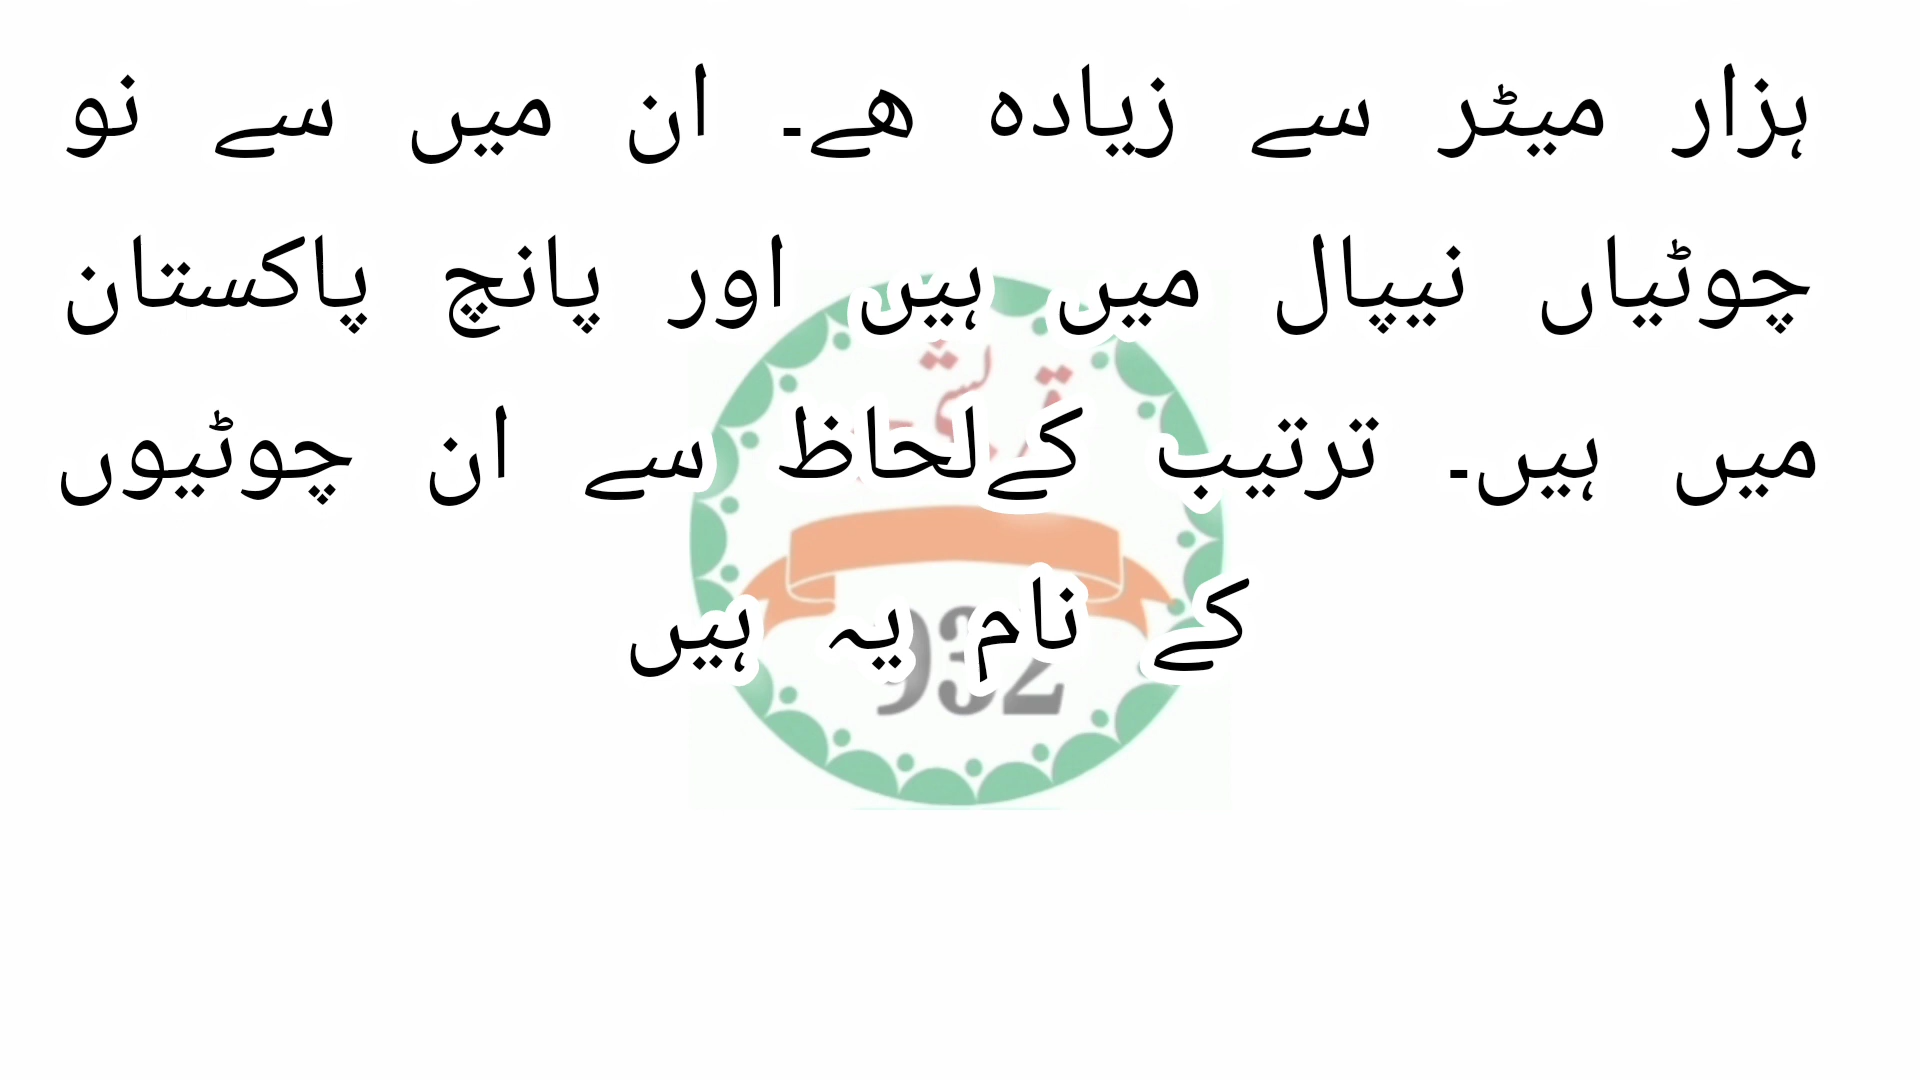 ہزار میٹر سے زیادہ ھے۔ ان میں سے نو
چوٹیاں نیپال میں ہیں اور پانچ پاکستان
میں ہیں۔ ترتیب کےلحاظ سے ان چوٹیوں
کے نام یہ ہیں
932